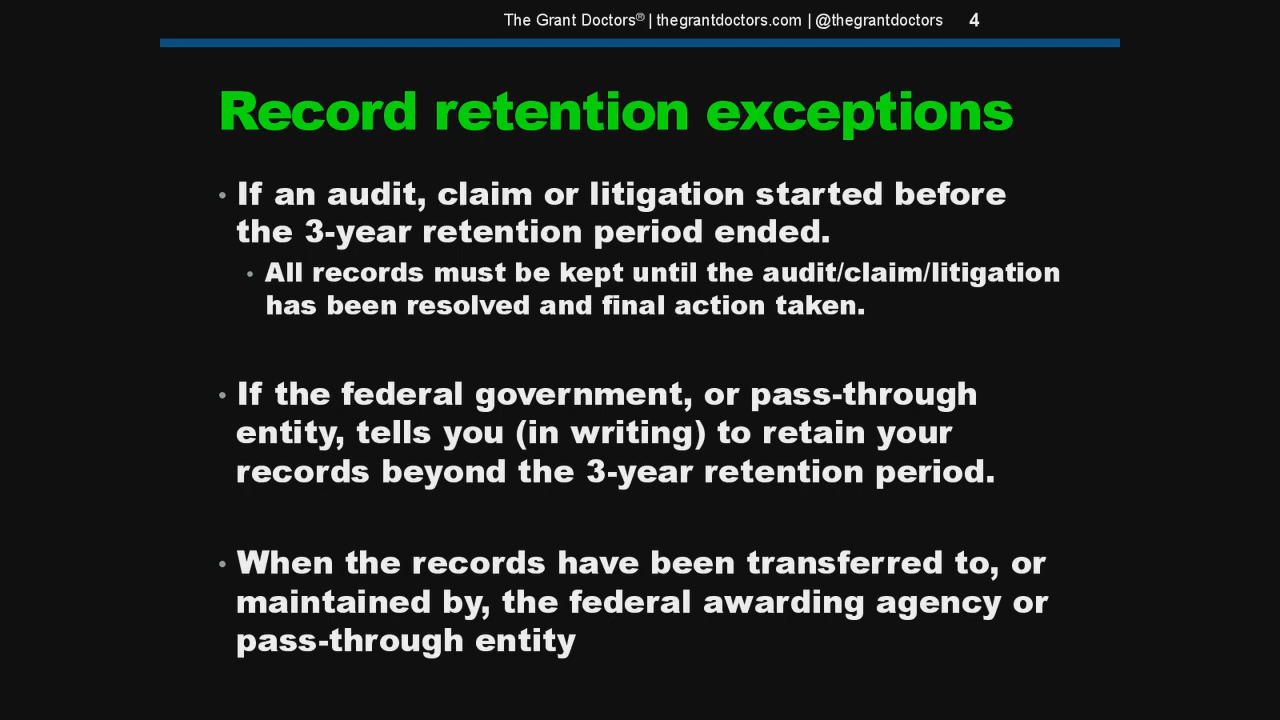 The Grant Doctors® | thegrantdoctors.com | @thegrantdoctors 4
Record retention exceptions
• If an audit, claim or litigation started before
the 3-year retention period ended.
• All records must be kept until the audit/claim/litigation
has been resolved and final action taken.
• If the federal government, or pass-through
entity, tells you (in writing) to retain your
records beyond the 3-year retention period.
• When the records have been transferred to, or
maintained by, the federal awarding agency or
pass-through entity